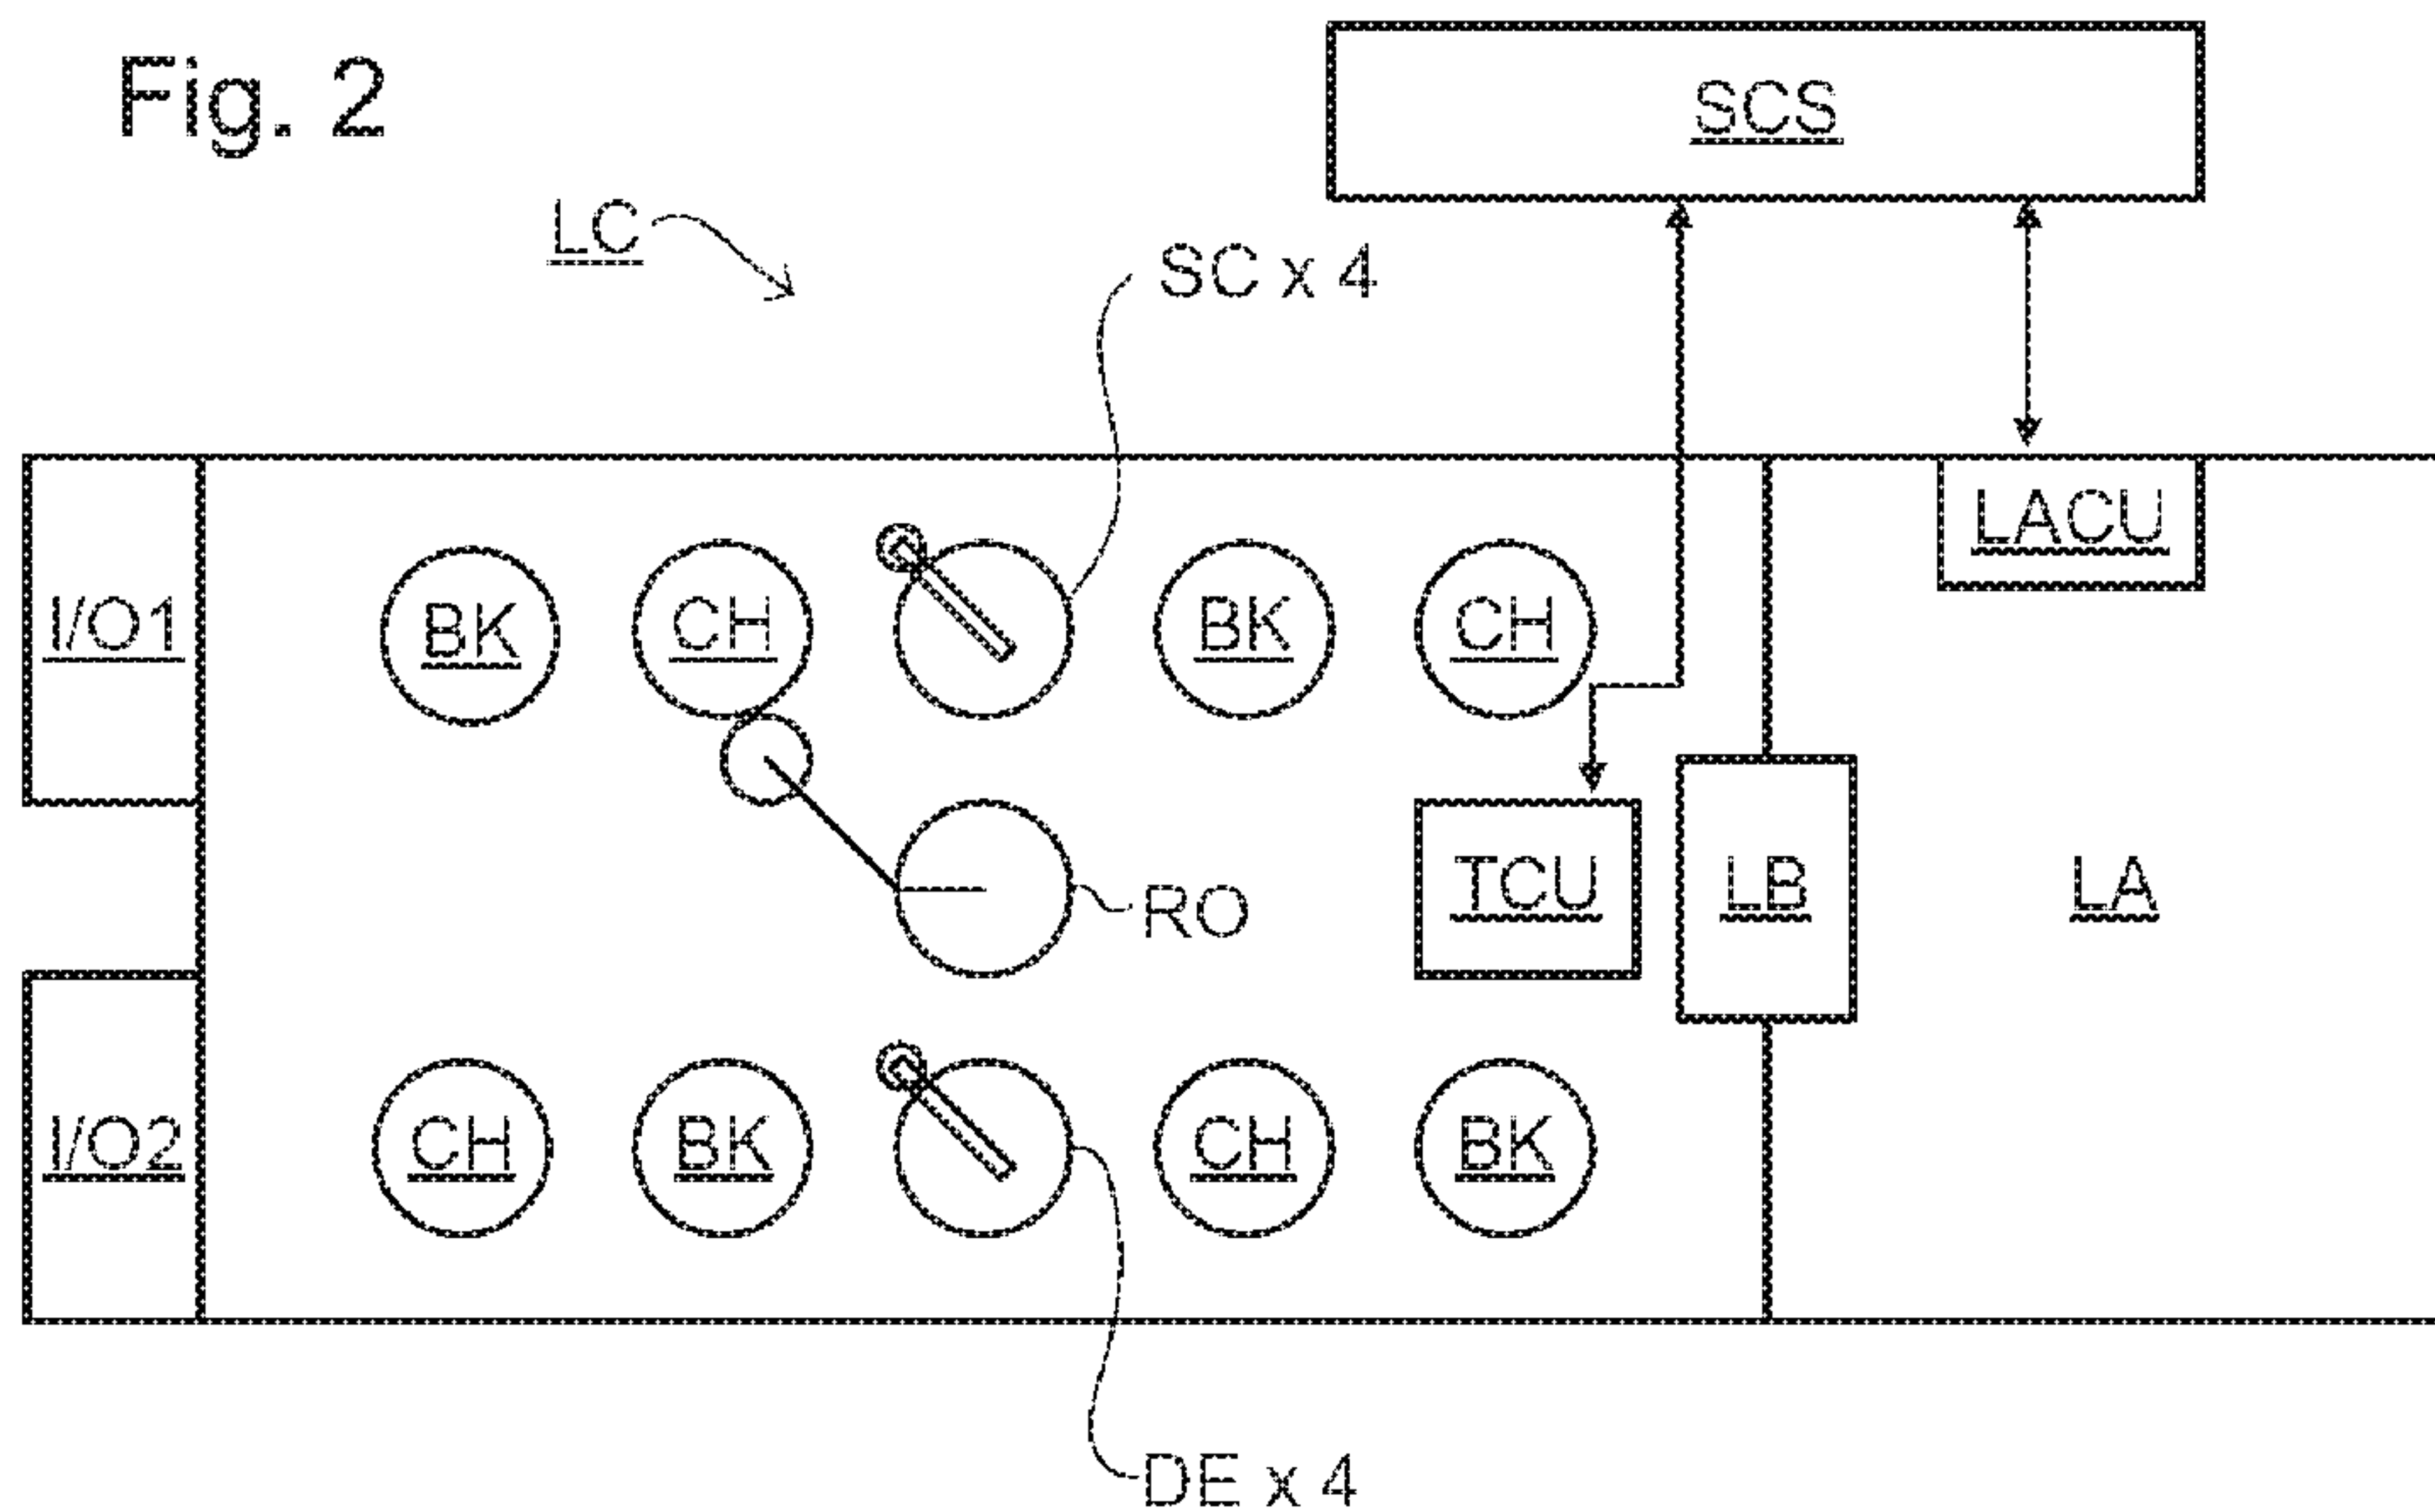 Fig. 2
SCS
LC
SC x 4
LACU
I/O1
BK
CH
BK
CH
RO
TCU
LB
LA
I/O2
CH
BK
CH
BK
DE x 4